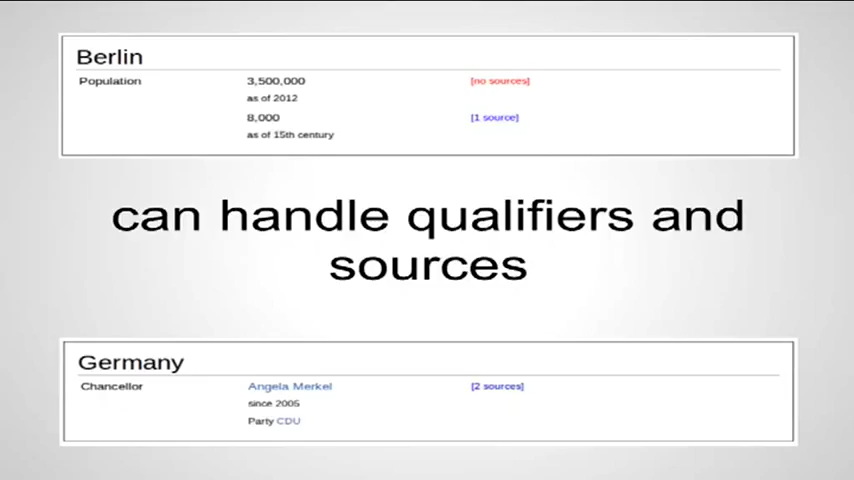 Berlin
Population 3,500,000 [no sources]
as of 2012
8,000 [1 source]
as of 15th century
can handle qualifiers and
sources
Germany
Chancellor Angela Merkel [2 sources]
since 2005
Party CDU